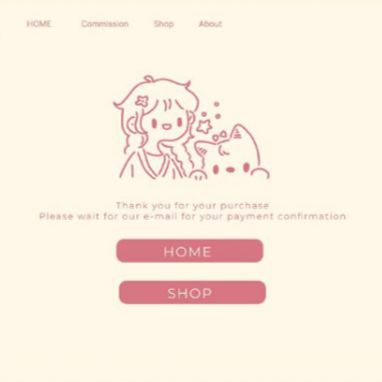 HOME Commission Shop About
Thank you for your purchase
Please wait for our e-mail for your payment confirmation
HOME
SHOP